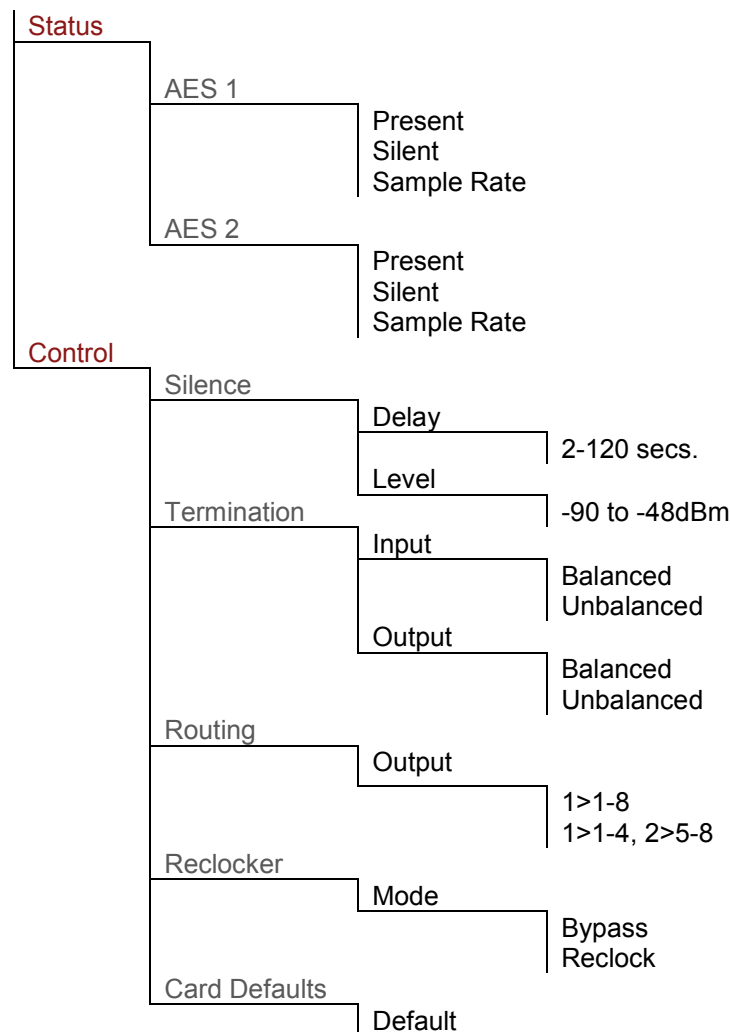 Status
AES 1
Present
Silent
Sample Rate
AES 2
Present
Silent
Sample Rate
Control
Silence
Delay
2-120 secs.
Level
-90 to -48dBm
Termination
Input
Balanced
Unbalanced
Output
Balanced
Unbalanced
Routing
Output
1>1-8
1>1-4, 2>5-8
Reclocker
Mode
Bypass
Reclock
Card Defaults
Default